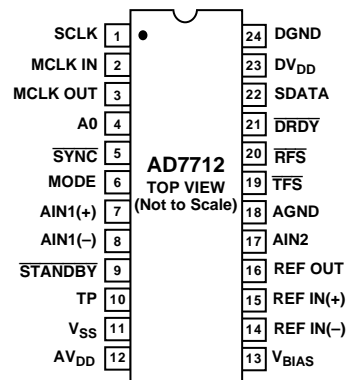 SCLK 1 24 DGND
MCLK IN 2 23 DVDD
MCLK OUT 3 22 SDATA
A0 4 21 DRDY
SYNC 5 20 RFS
MODE 6 AD7712 19 TFS
TOP VIEW
AIN1(+) 7 (Not to Scale) 18 AGND
AIN1(–) 8 17 AIN2
STANDBY 9 16 REF OUT
TP 10 15 REF IN(+)
VSS 11 14 REF IN(–)
AVDD 12 13 VBIAS